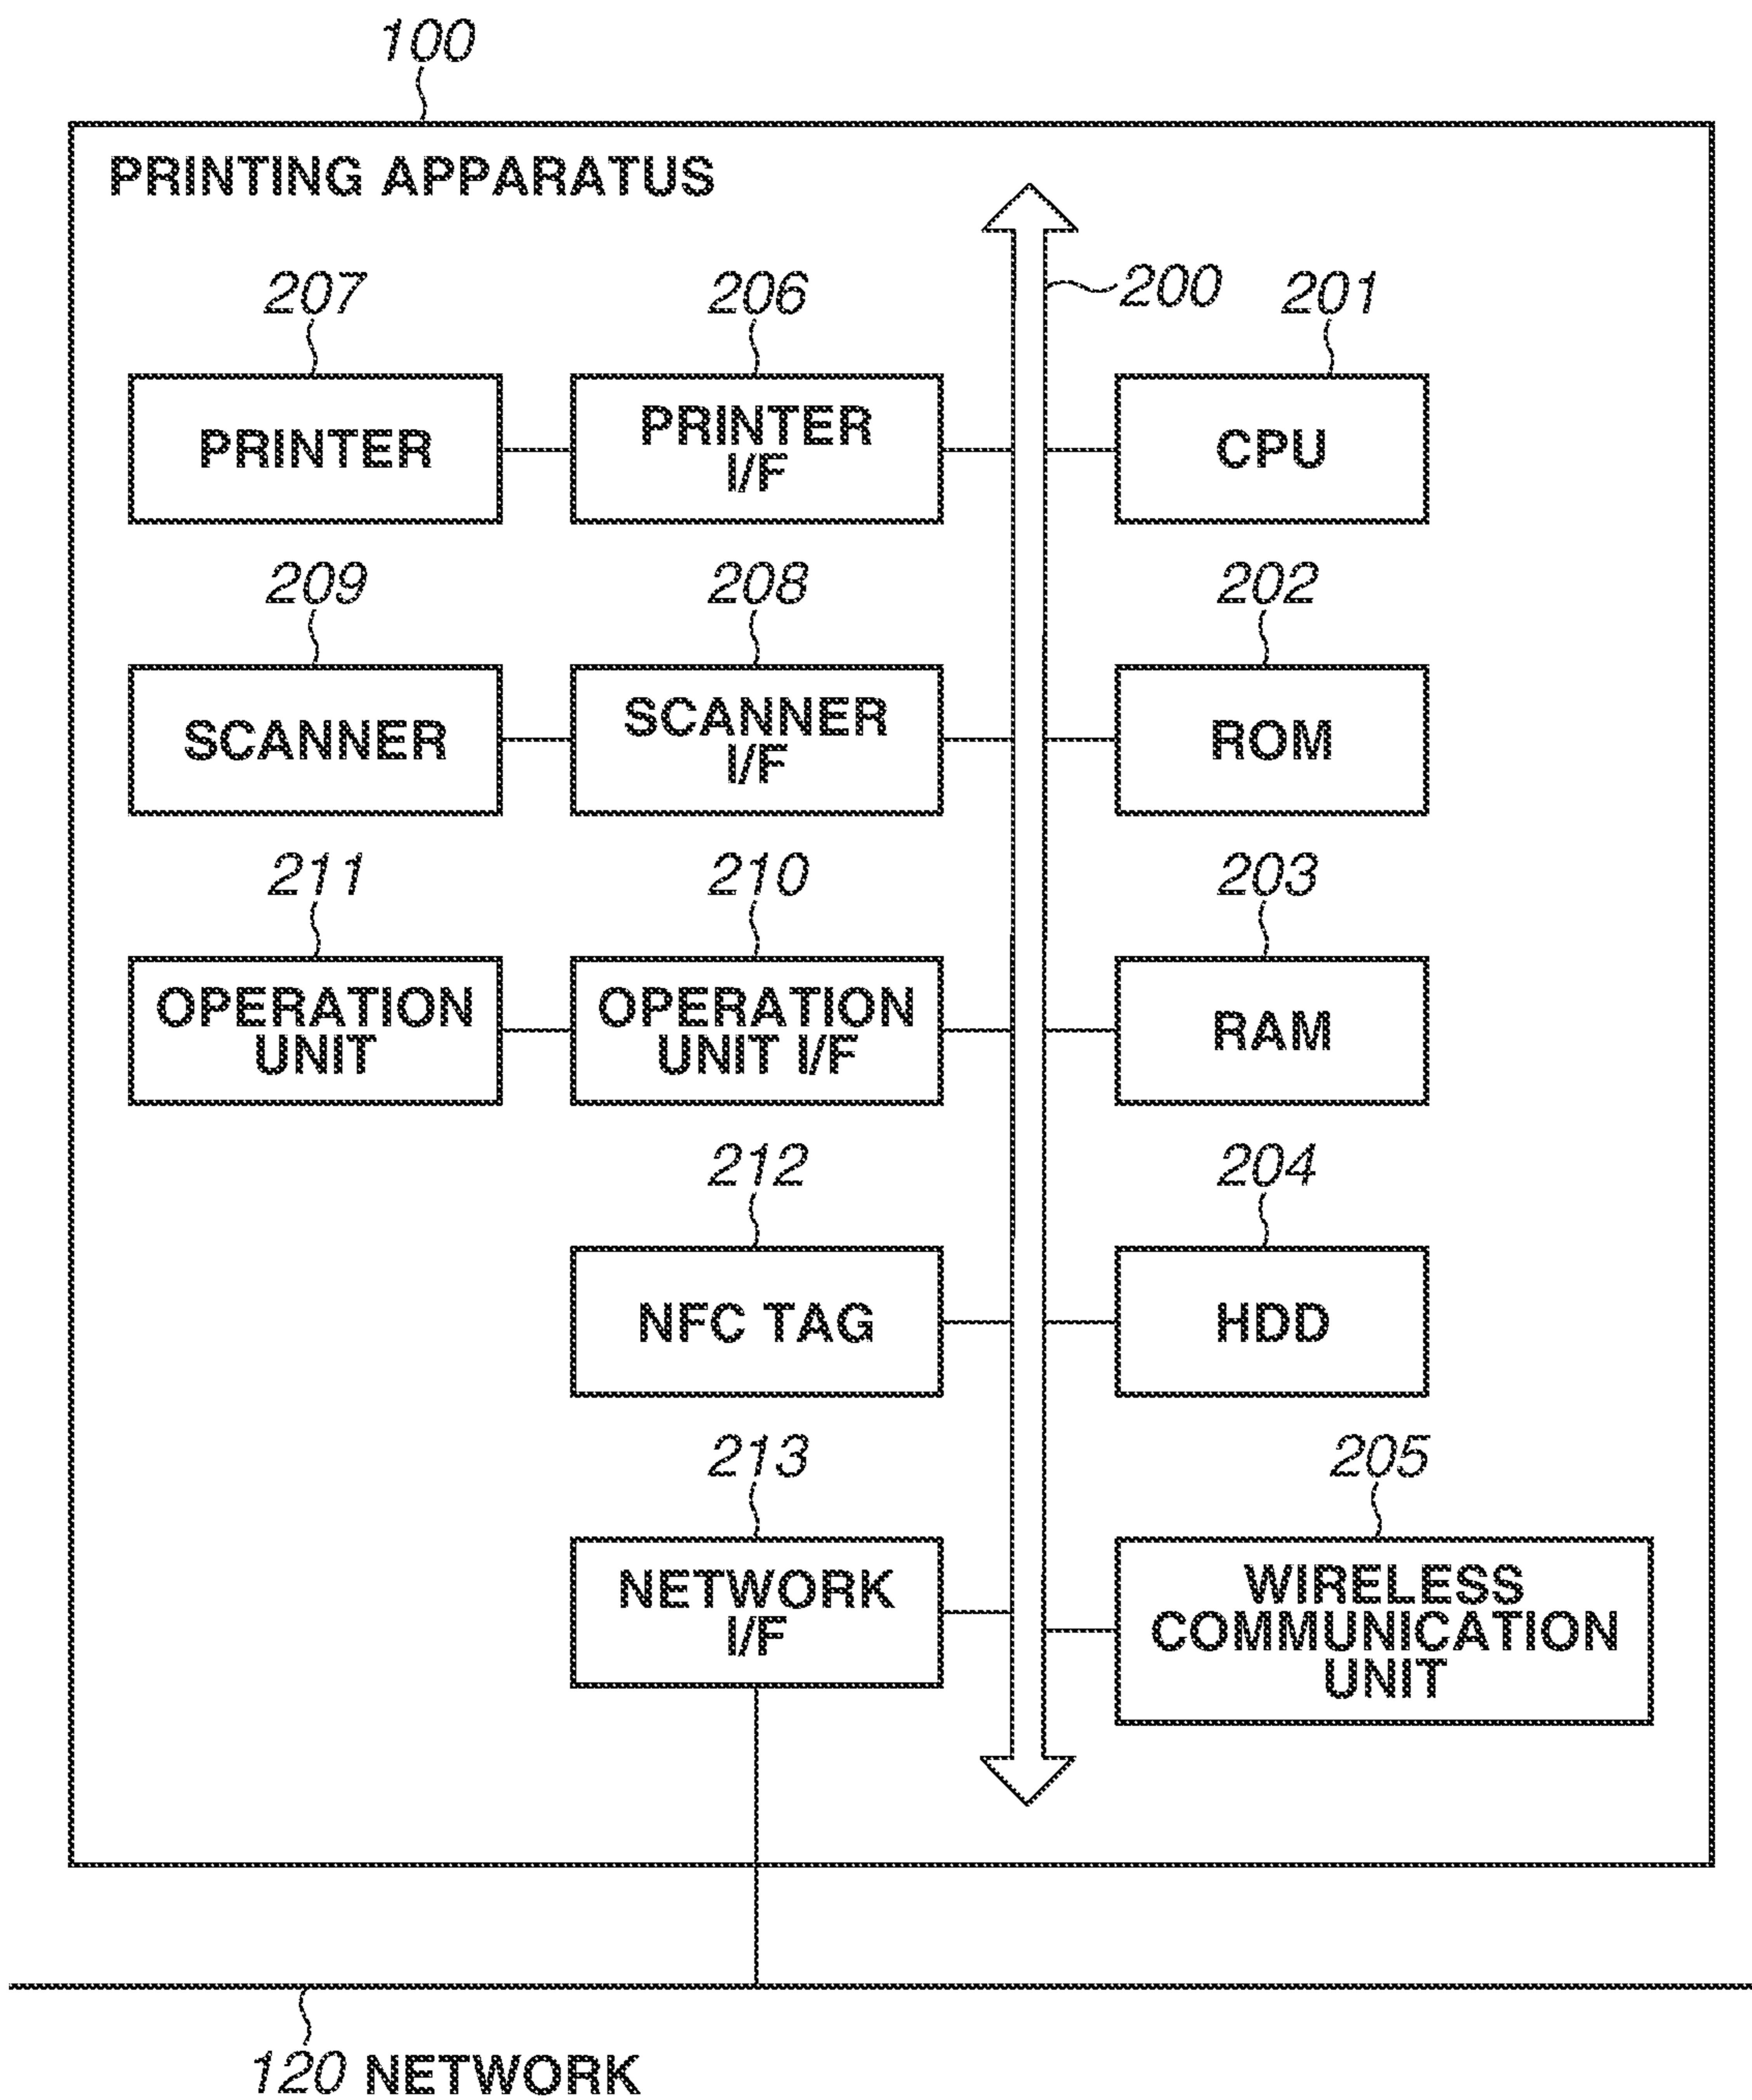 100
PRINTING APPARATUS
200
207
206
201
PRINTER
PRINTER
I/F
CPU
209
208
202
SCANNER
SCANNER
I/F
ROM
211
210
203
OPERATION
UNIT
OPERATION
UNIT I/F
RAM
212
204
NFC TAG
HDD
213
205
NETWORK
I/F
WIRELESS
COMMUNICATION
UNIT
120 NETWORK